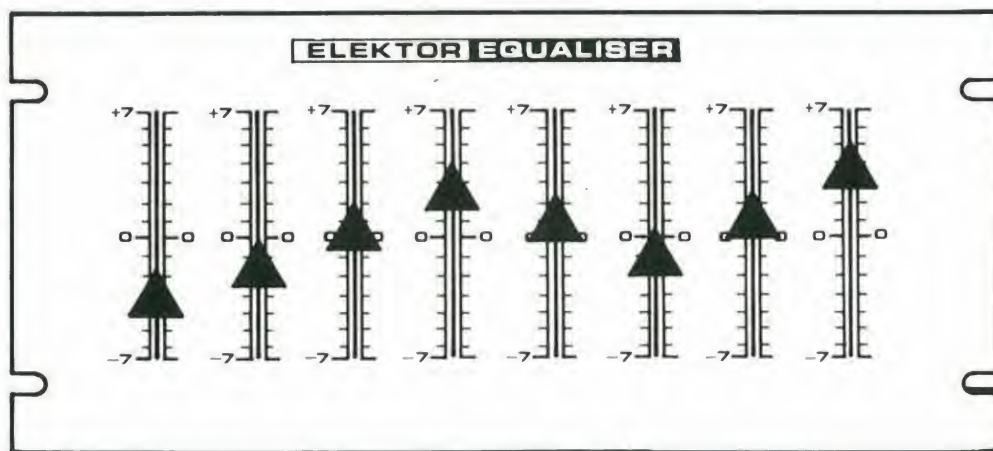 ELEKTOR EQUALISER
+7 +7 +7 +7 +7 +7 +7 +7
0 0 0 0 0 0 0 0 0 0 0 0 0 0 0 0
-7 -7 -7 -7 -7 -7 -7 -7